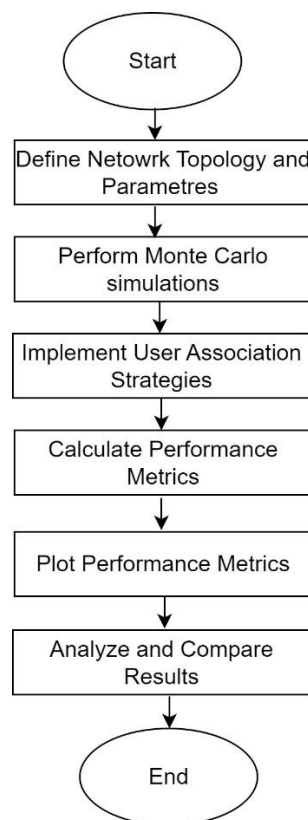 Start
Define Netowrk Topology and
Parametres
Perform Monte Carlo
simulations
Implement User Association
Strategies
Calculate Performance
Metrics
Plot Performance Metrics
Analyze and Compare
Results
End